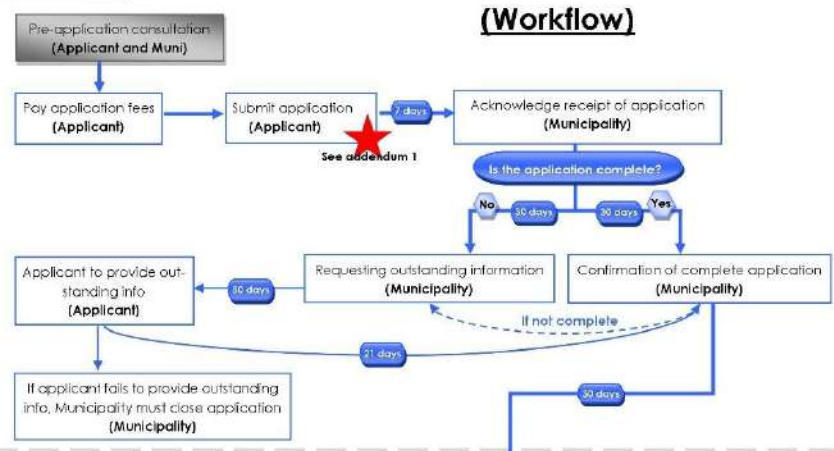 (Workflow)
Pre-application consultation
(Applicant and Muni)
Pay application fees
(Applicant)
Submit application
(Applicant)
7 days
Acknowledge receipt of application
(Municipality)
See addendum 1
Is the application complete?
No
30 days
30 days
Yes
Applicant to provide out-
standing info
(Applicant)
Requesting outstanding information
(Municipality)
Confirmation of complete application
(Municipality)
days
If not complete
21 days
If applicant fails to provide outstanding
info, Municipality must close application
(Municipality)
30 days